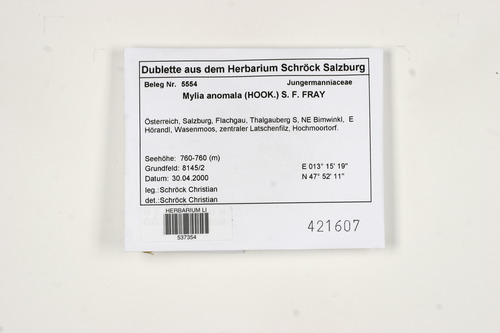 Dublette aus dem Herbarium Schröck Salzburg
Beleg Nr. 5554 Jungermanniaceae
Mylia anomala (HOOK.) S. F. FRAY
Österreich, Salzburg, Flachgau, Thalgauberg S, NE Bimwinkl, E
Hörandl, Wasenmoos, zentraler Latschenfilz, Hochmoortorf.
Seehöhe: 760-760 (m) E 013° 15' 19"
Grundfeld: 8145/2 N 47° 52' 11"
Datum: 30.04.2000
leg.:Schröck Christian
det.:Schröck Christian
HERBARIUM LI
537354
421607